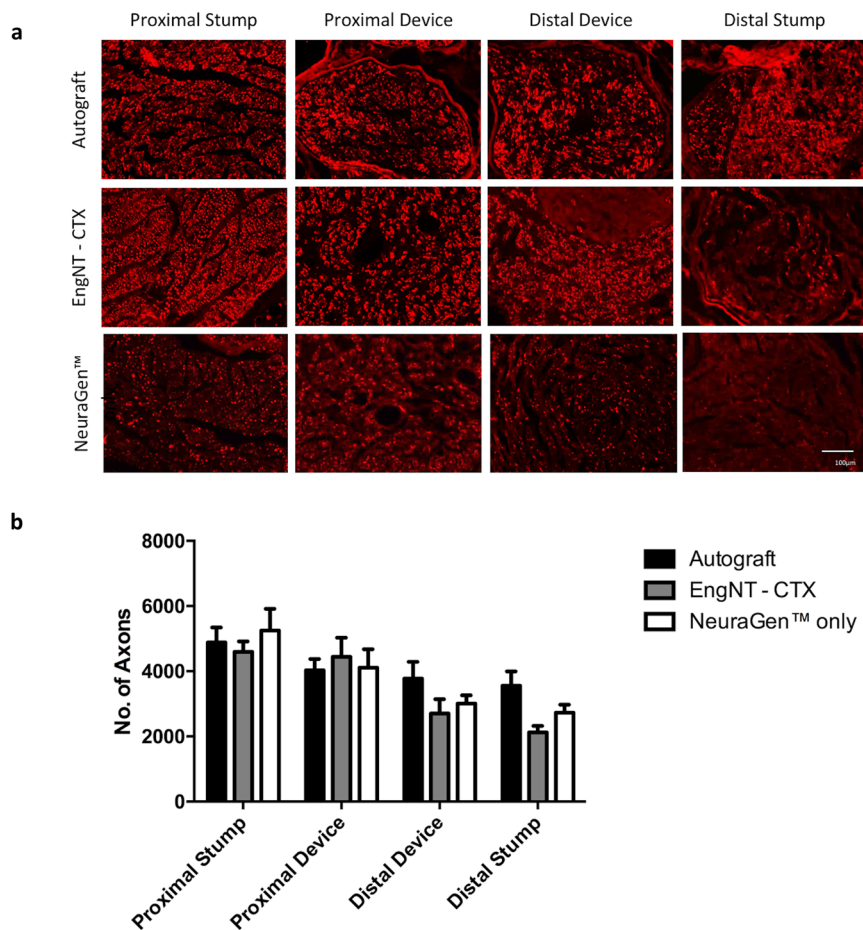 a
Proximal Stump Proximal Device Distal Device Distal Stump
Autograft
EngNT - CTX
NeuraGen™
100µm
b
No. of Axons
8000
6000
4000
2000
0
Proximal Stump
Proximal Device
Distal Device
Distal Stump
Autograft
EngNT - CTX
NeuraGen™ only